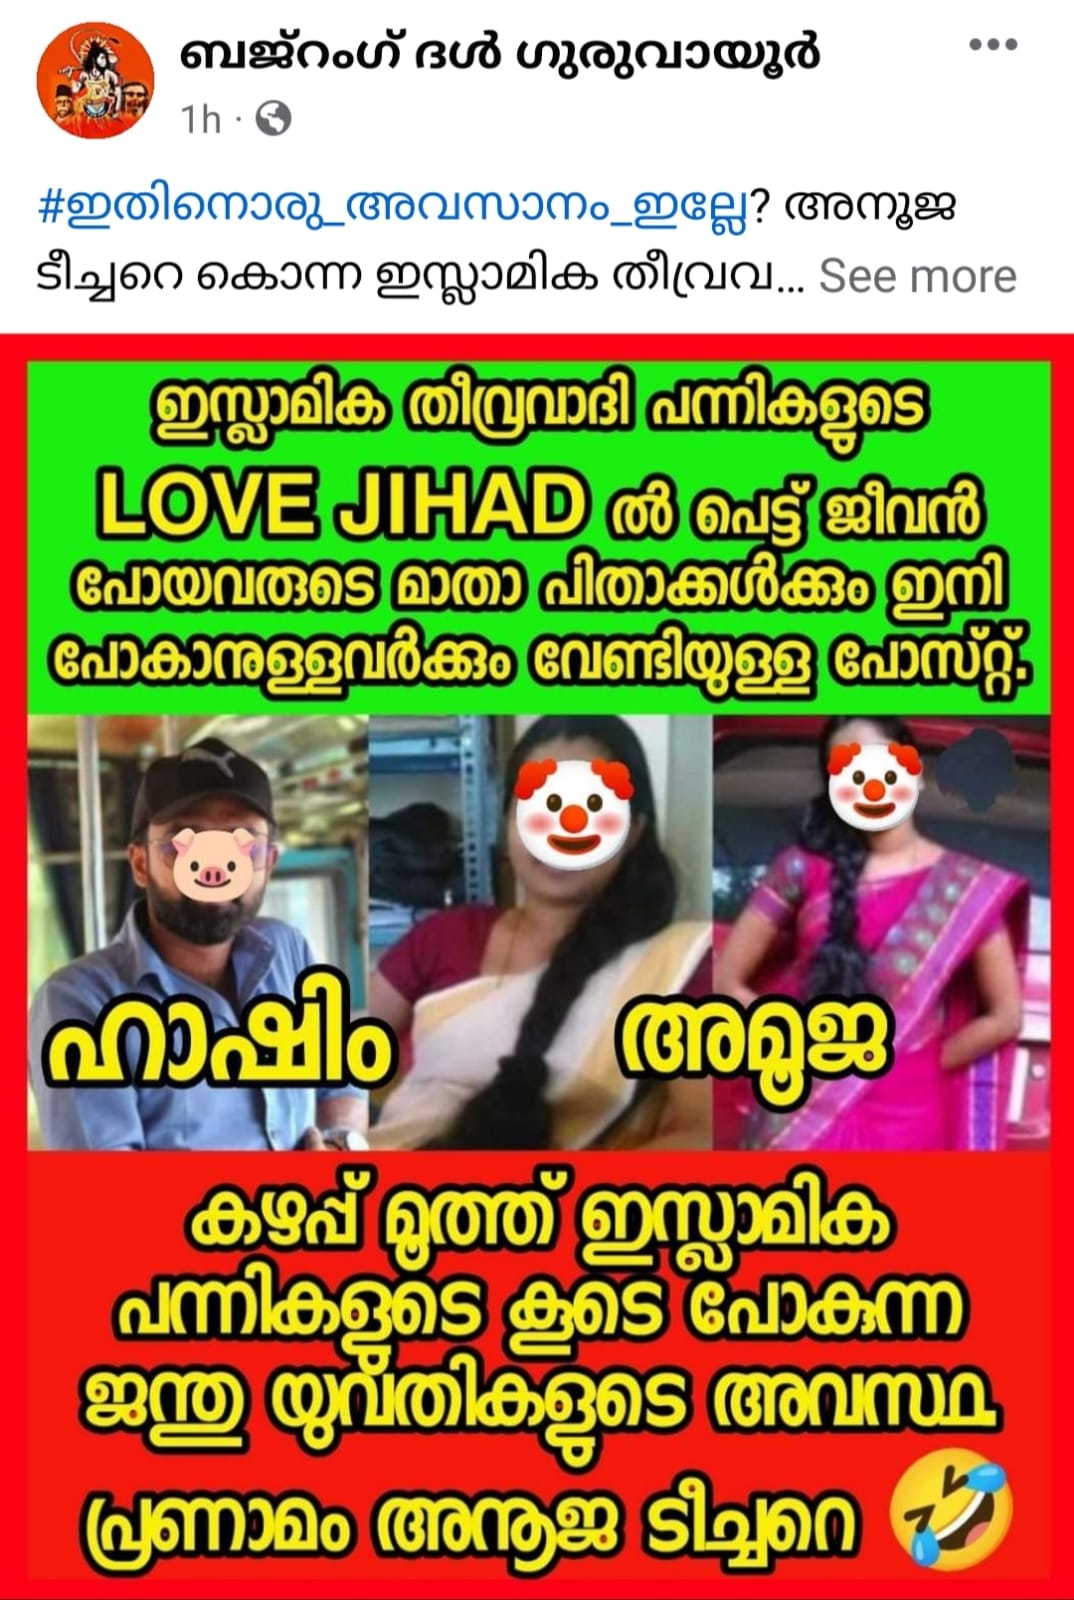 ബജ്റംഗ് ദൾ ഗുരുവായൂർ
1h ·
#ഇതിനൊരു_അവസാനം_ഇല്ലേ? അനൂജ
ടീച്ചറെ കൊന്ന ഇസ്ലാമിക തീവ്രവ... See more
ഇസ്ലാമിക തീവ്രവാദി പന്നികളുടെ
LOVE JIHAD ൽ പെട്ട് ജീവൻ
പോയവരുടെ മാതാ പിതാക്കൾക്കും ഇനി
പോകാനുള്ളവർക്കും വേണ്ടിയുള്ള പോസ്റ്റ്.
ഹാഷിം
അമൂജ
കഴപ്പ് മൂത്ത് ഇസ്ലാമിക
പന്നികളുടെ കൂടെ പോകുന്ന
ജന്തു യുവതികളുടെ അവസ്ഥ
പ്രണാമം അനൂജ ടീച്ചറെ 🤣